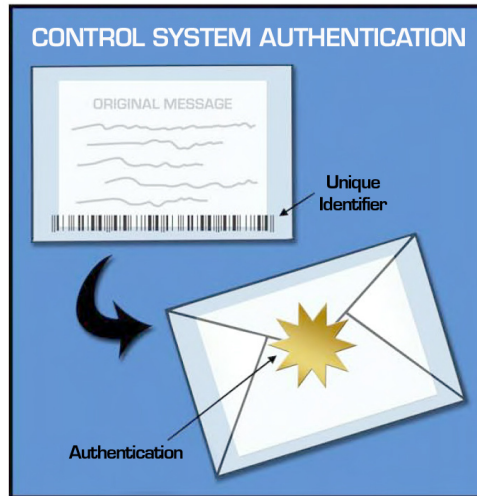 CONTROL SYSTEM AUTHENTICATION
ORIGINAL MESSAGE
Unique
Identifier
Authentication